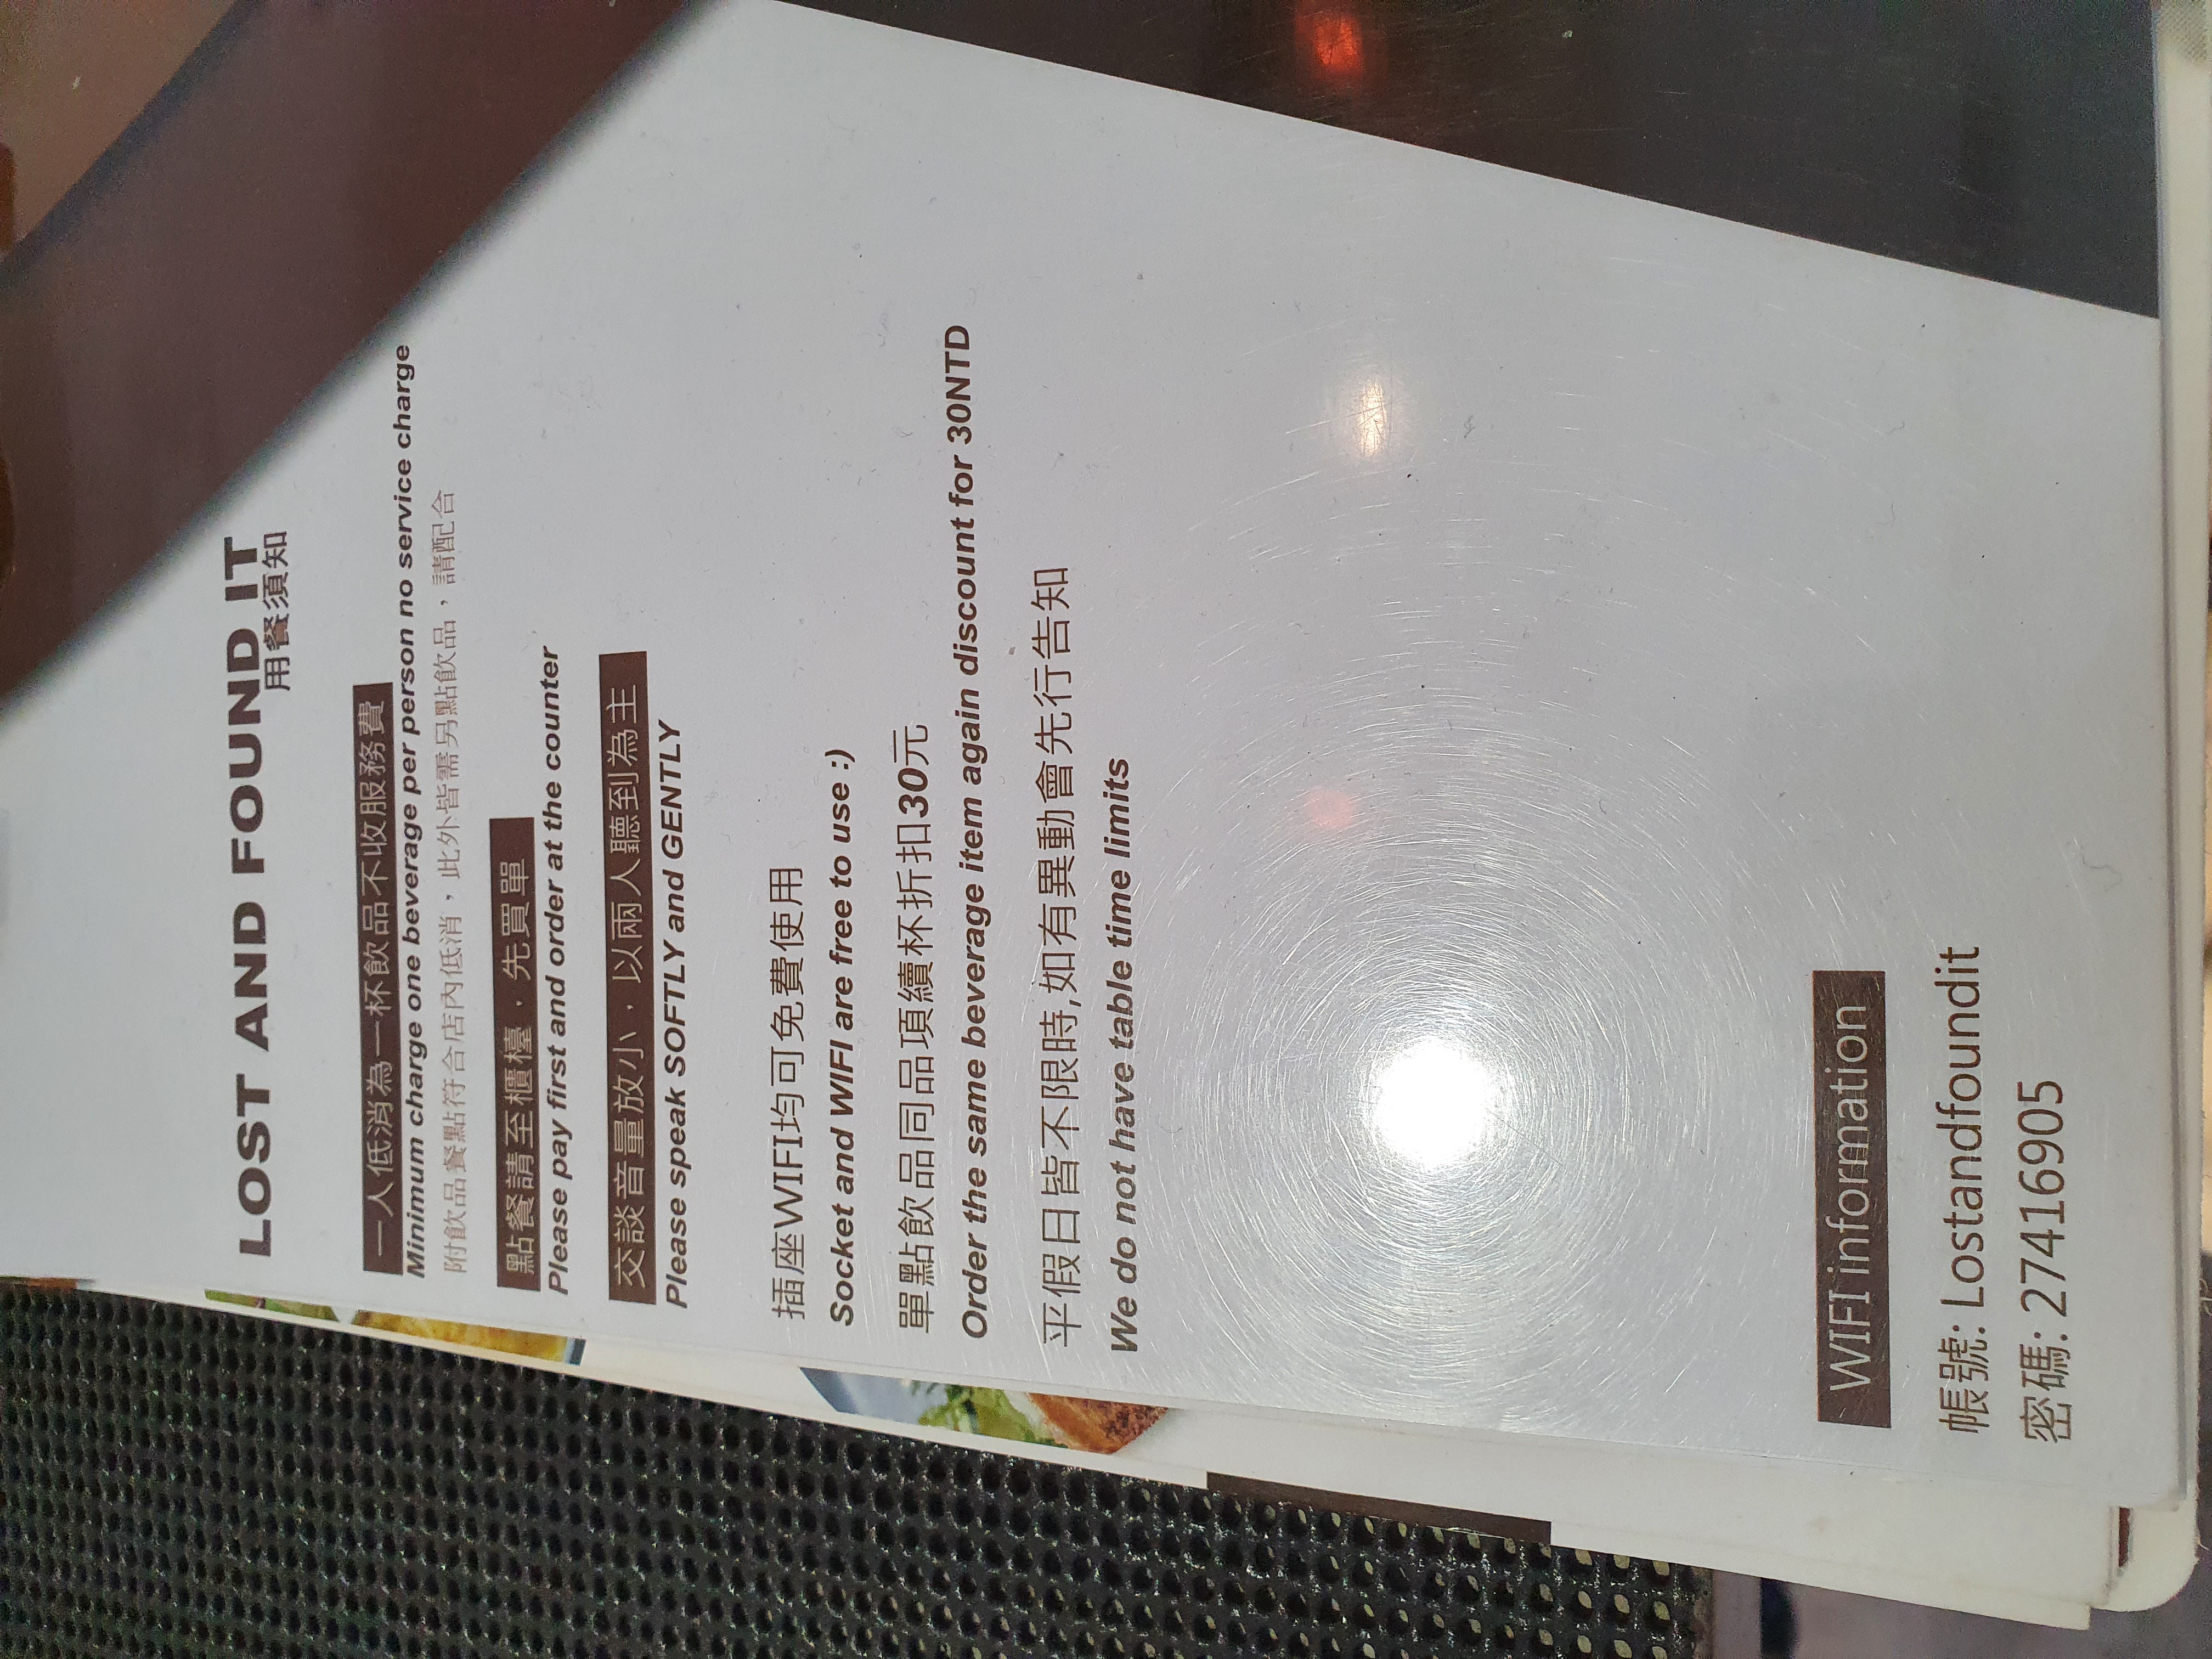 LOST AND FOUND IT
用餐須知
一人低消為一杯飲品不收服務費
Minimum charge one beverage per person no service charge
附飲品餐點符合店內低消，此外皆需另點飲品，請配合
點餐請至櫃檯．先買單
Please pay first and order at the counter
交談音量放小．以兩人聽到為主
Please speak SOFTLY and GENTLY
插座WIFI均可免費使用
Socket and WIFI are free to use :)
單點飲品同品項續杯折扣30元
Order the same beverage item again discount for 30NTD
平假日皆不限時,如有異動會先行告知
We do not have table time limits
WIFI information
帳號: Lostandfoundit
密碼: 27416905